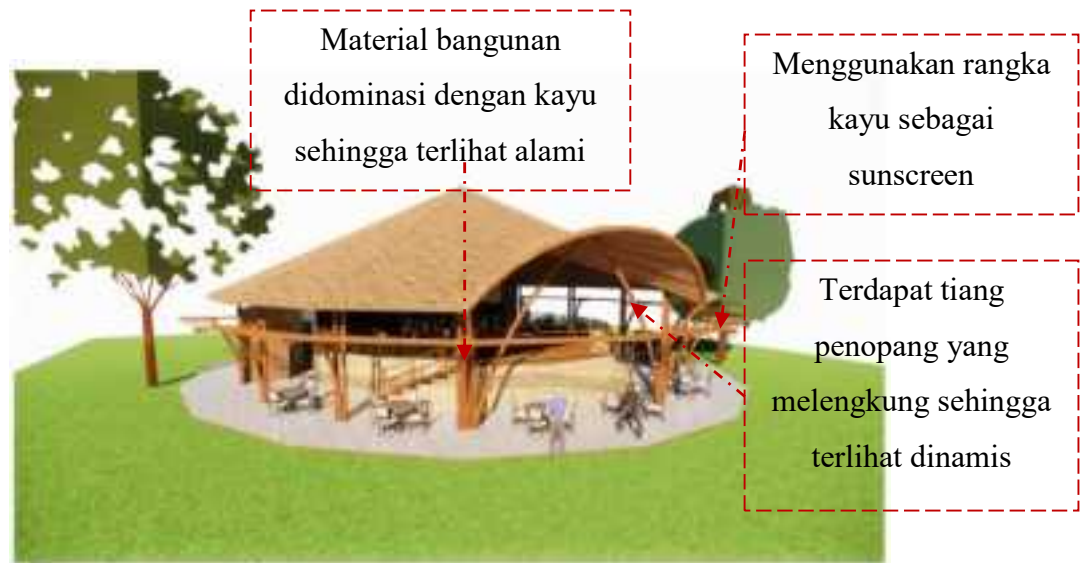 Material bangunan
didominasi dengan kayu
sehingga terlihat alami
Menggunakan rangka
kayu sebagai
sunscreen
Terdapat tiang
penopang yang
melengkung sehingga
terlihat dinamis